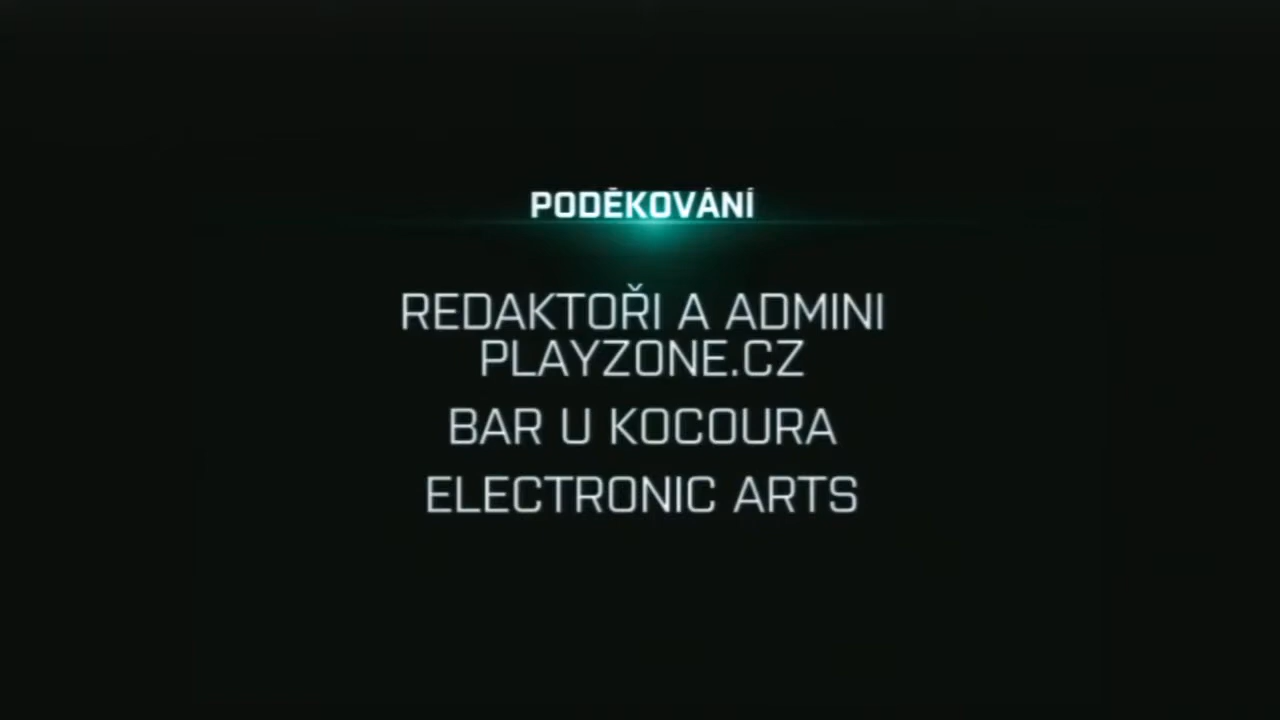 PODĚKOVÁNÍ
REDAKTOŘI A ADMINI
PLAYZONE.CZ
BAR U KOCOURA
ELECTRONIC ARTS